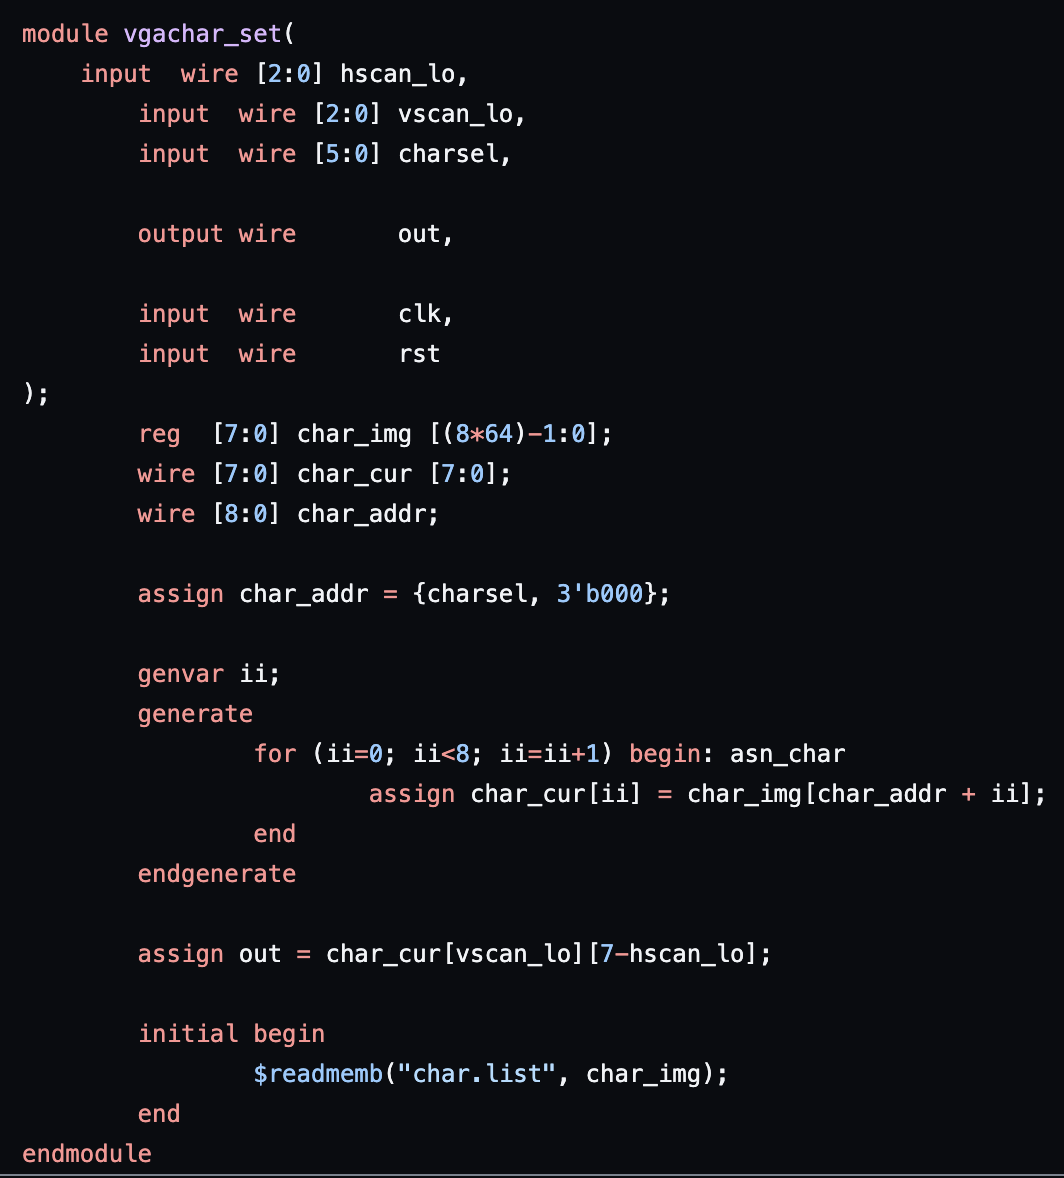 module vgachar_set(
    input  wire [2:0] hscan_lo,
        input  wire [2:0] vscan_lo,
        input  wire [5:0] charsel,

        output wire       out,

        input  wire       clk,
        input  wire       rst
);
        reg  [7:0] char_img [(8*64)-1:0];
        wire [7:0] char_cur [7:0];
        wire [8:0] char_addr;

        assign char_addr = {charsel, 3'b000};

        genvar ii;
        generate
                for (ii=0; ii<8; ii=ii+1) begin: asn_char
                        assign char_cur[ii] = char_img[char_addr + ii];
                end
        endgenerate

        assign out = char_cur[vscan_lo][7-hscan_lo];

        initial begin
                $readmemb("char.list", char_img);
        end
endmodule